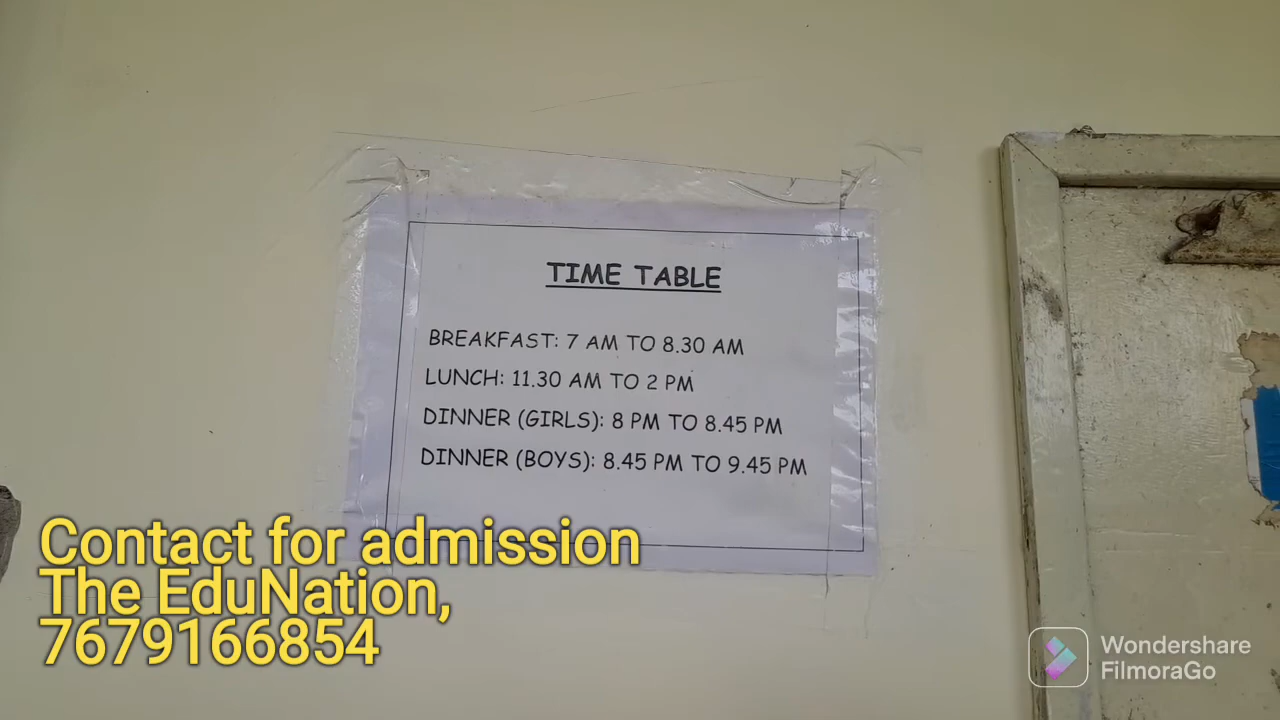 TIME TABLE
BREAKFAST: 7 AM TO 8.30 AM
LUNCH: 11.30 AM TO 2 PM
DINNER (GIRLS): 8 PM TO 8.45 PM
DINNER (BOYS): 8.45 PM TO 9.45 PM
Contact for admission
The EduNation,
7679166854
Wondershare
FilmoraGo